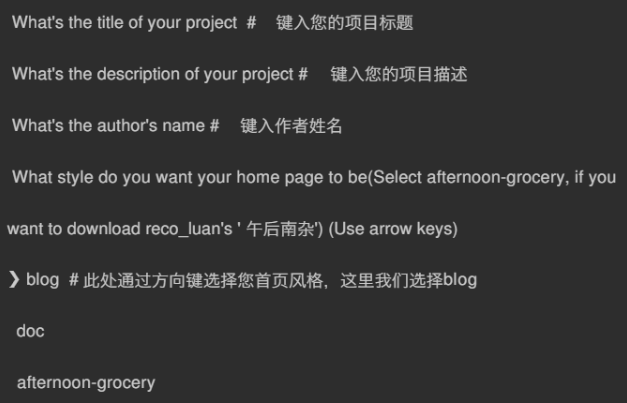 What's the title of your project # 键入您的项目标题
What's the description of your project # 键入您的项目描述
What's the author's name # 键入作者姓名
What style do you want your home page to be(Select afternoon-grocery, if you
want to download reco_luan's ' 午后南杂') (Use arrow keys)
❯ blog # 此处通过方向键选择您首页风格，这里我们选择blog
doc
afternoon-grocery